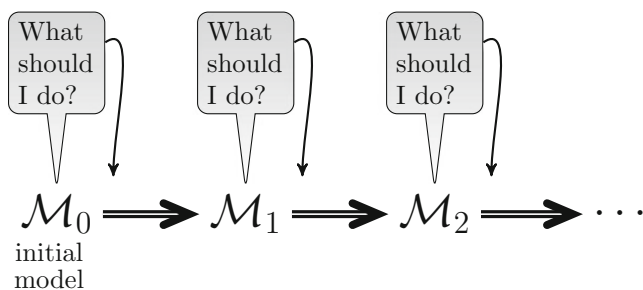 What
should
I do?
What
should
I do?
What
should
I do?
ℳ₀ ℳ₁ ℳ₂ ···
initial
model